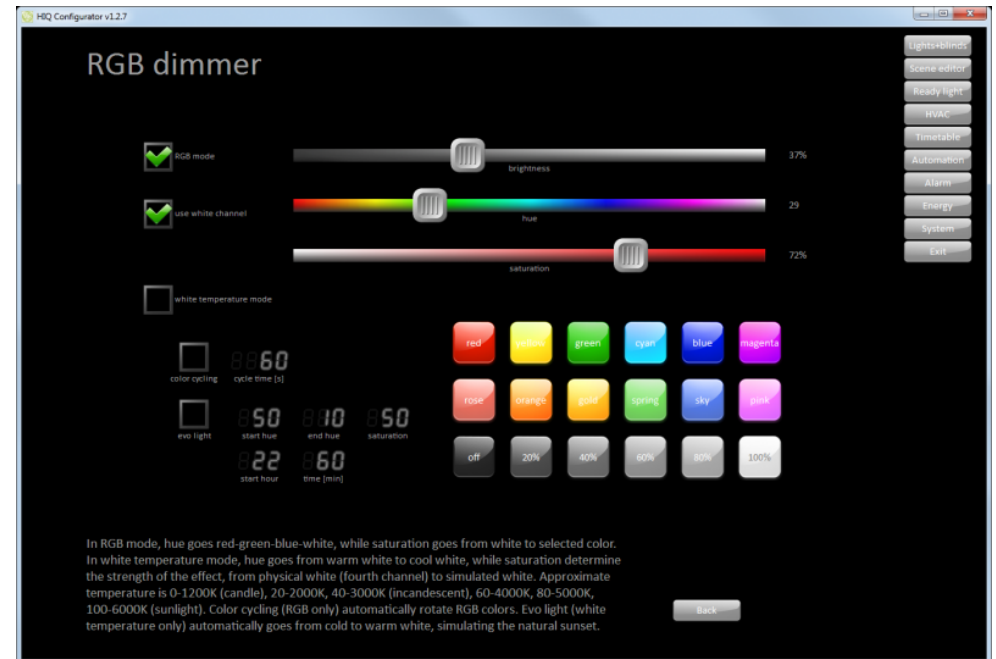 HIQ Configurator v1.2.7
RGB dimmer
Lights+blinds
Scene editor
Ready light
HVAC
Timetable
Automation
Alarm
Energy
System
Exit
RGB mode
brightness
37%
use white channel
hue
29
saturation
72%
white temperature mode
color cycling
60
cycle time [s]
evo light
50
start hue
10
end hue
50
saturation
22
start hour
60
time [min]
red
yellow
green
cyan
blue
magenta
rose
orange
gold
spring
sky
pink
off
20%
40%
60%
80%
100%
In RGB mode, hue goes red-green-blue-white, while saturation goes from white to selected color.
In white temperature mode, hue goes from warm white to cool white, while saturation determine
the strength of the effect, from physical white (fourth channel) to simulated white. Approximate
temperature is 0-1200K (candle), 20-2000K, 40-3000K (incandescent), 60-4000K, 80-5000K,
100-6000K (sunlight). Color cycling (RGB only) automatically rotate RGB colors. Evo light (white
temperature only) automatically goes from cold to warm white, simulating the natural sunset.
Back